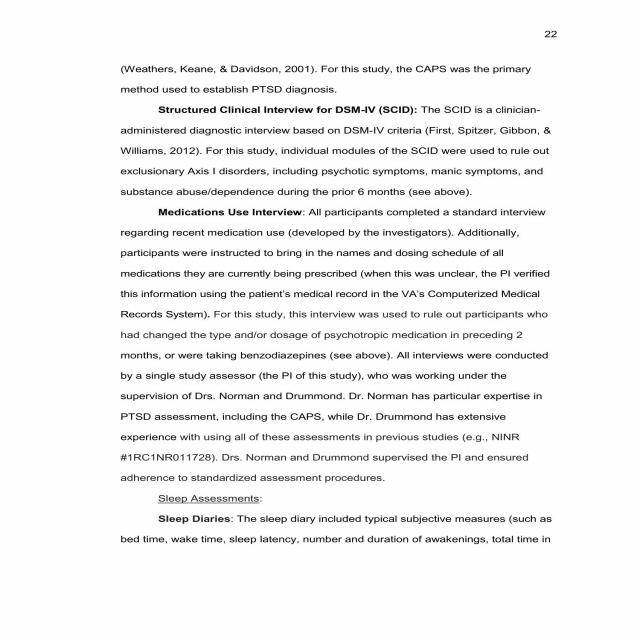 22
(Weathers, Keane, & Davidson, 2001). For this study, the CAPS was the primary
method used to establish PTSD diagnosis.
Structured Clinical Interview for DSM-IV (SCID): The SCID is a clinician-
administered diagnostic interview based on DSM-IV criteria (First, Spitzer, Gibbon, &
Williams, 2012). For this study, individual modules of the SCID were used to rule out
exclusionary Axis I disorders, including psychotic symptoms, manic symptoms, and
substance abuse/dependence during the prior 6 months (see above).
Medications Use Interview: All participants completed a standard interview
regarding recent medication use (developed by the investigators). Additionally,
participants were instructed to bring in the names and dosing schedule of all
medications they are currently being prescribed (when this was unclear, the PI verified
this information using the patient's medical record in the VA's Computerized Medical
Records System). For this study, this interview was used to rule out participants who
had changed the type and/or dosage of psychotropic medication in preceding 2
months, or were taking benzodiazepines (see above). All interviews were conducted
by a single study assessor (the PI of this study), who was working under the
supervision of Drs. Norman and Drummond. Dr. Norman has particular expertise in
PTSD assessment, including the CAPS, while Dr. Drummond has extensive
experience with using all of these assessments in previous studies (e.g., NINR
#1RC1NR011728). Drs. Norman and Drummond supervised the PI and ensured
adherence to standardized assessment procedures.
Sleep Assessments:
Sleep Diaries: The sleep diary included typical subjective measures (such as
bed time, wake time, sleep latency, number and duration of awakenings, total time in